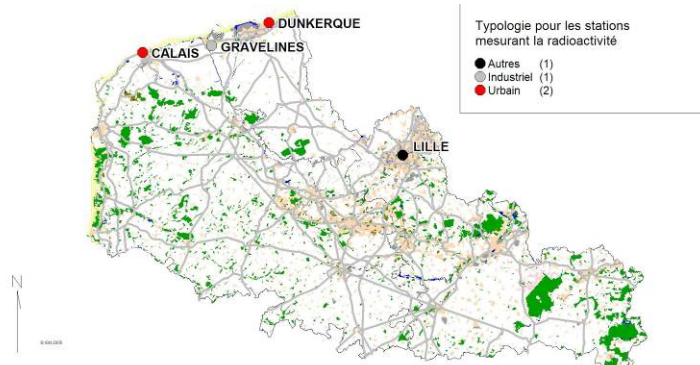 DUNKERQUE
GRAVELINES
CALAIS
LILLE
Typologie pour les stations
mesurant la radioactivité
Autres (1)
Industriel (1)
Urbain (2)
N